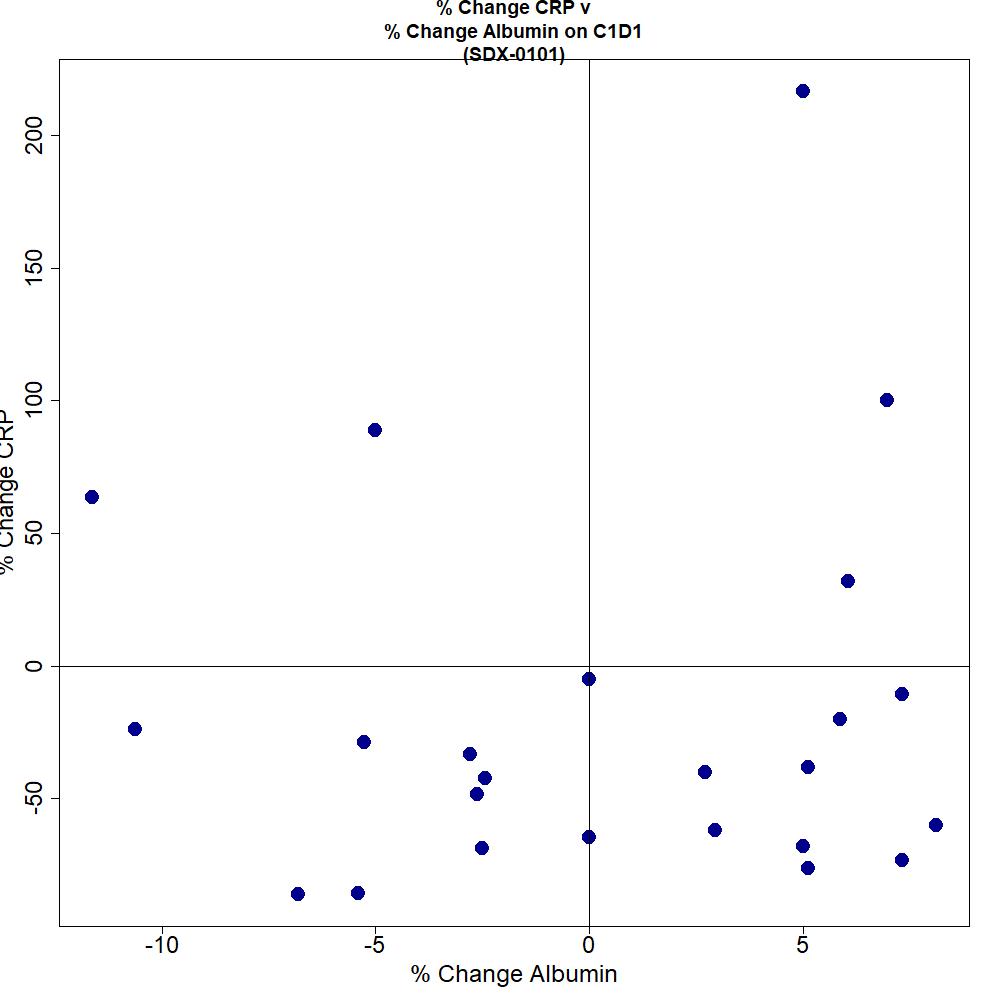 % Change CRP v
% Change Albumin on C1D1
(SDX-0101)
% Change CRP
200
150
100
50
0
-50
-10
-5
0
5
% Change Albumin